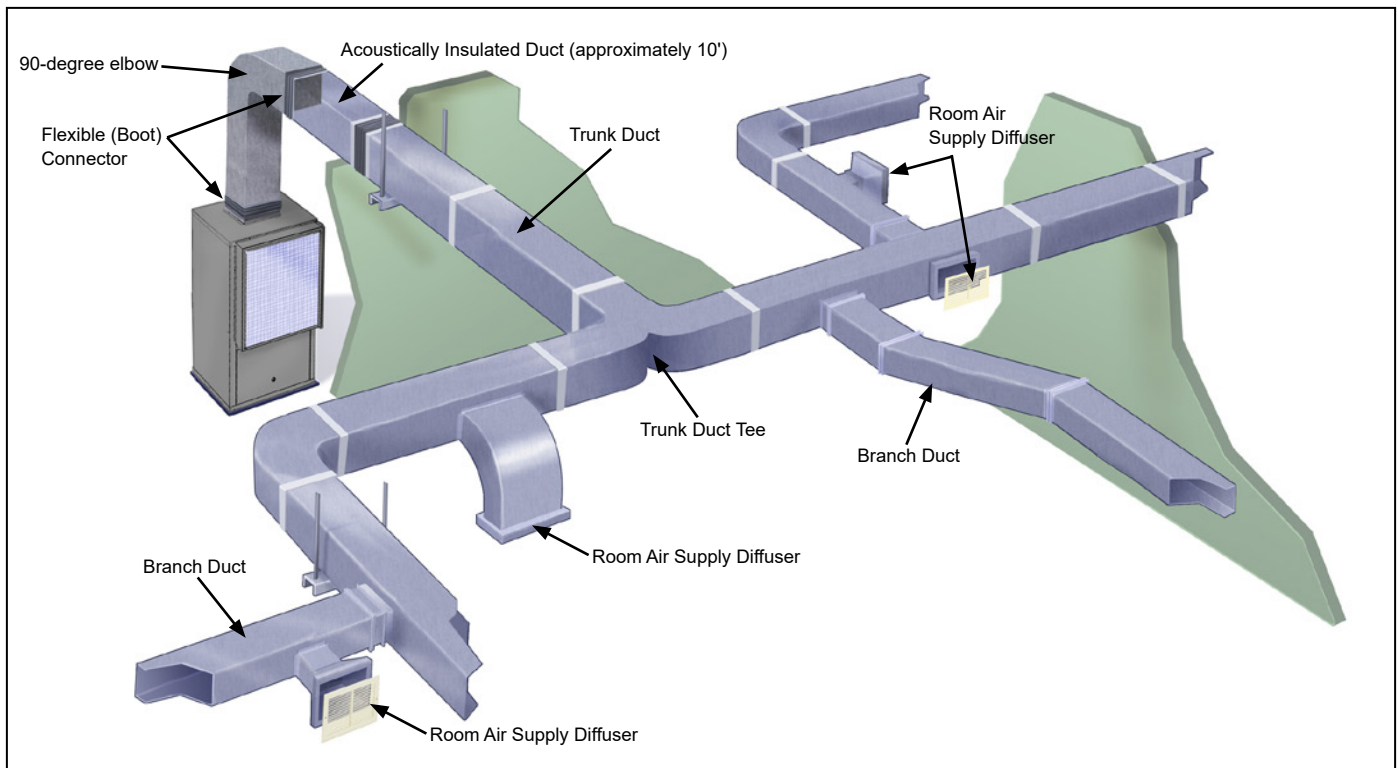 Acoustically Insulated Duct (approximately 10')
90-degree elbow
Flexible (Boot)
Connector
Trunk Duct
Room Air
Supply Diffuser
Trunk Duct Tee
Branch Duct
Room Air Supply Diffuser
Branch Duct
Room Air Supply Diffuser